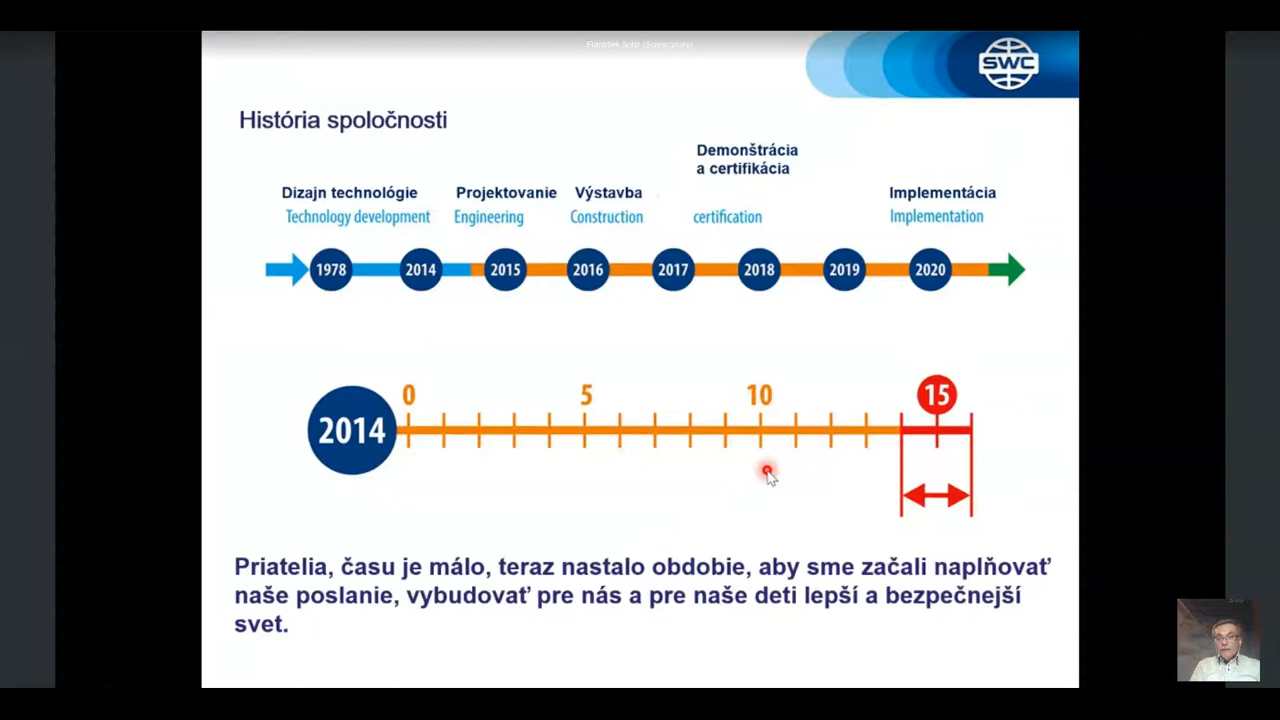 SWC
História spoločnosti
Demonštrácia
a certifikácia
Dizajn technológie Projektovanie Výstavba Implementácia
Technology development Engineering Construction certification Implementation
1978 2014 2015 2016 2017 2018 2019 2020
0 5 10 15
2014
Priatelia, času je málo, teraz nastalo obdobie, aby sme začali naplňovať
naše poslanie, vybudovať pre nás a pre naše deti lepší a bezpečnejší
svet.